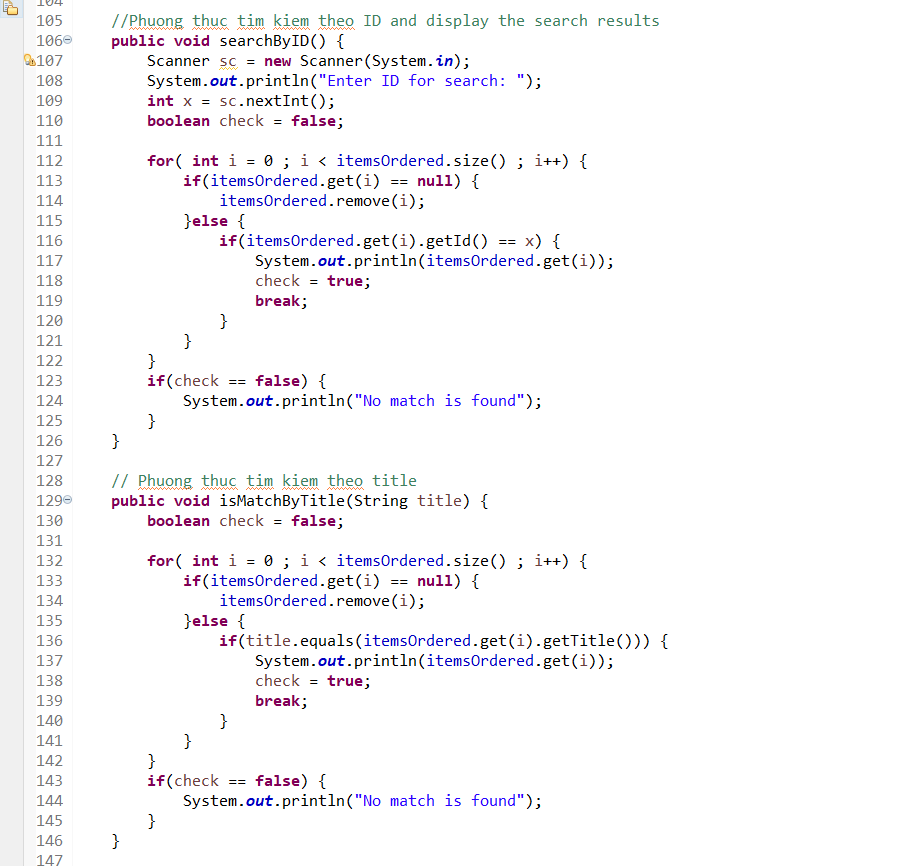 104
105 //Phuong thuc tim kiem theo ID and display the search results
106 public void searchByID() {
107 Scanner sc = new Scanner(System.in);
108 System.out.println("Enter ID for search: ");
109 int x = sc.nextInt();
110 boolean check = false;
111
112 for( int i = 0 ; i < itemsOrdered.size() ; i++) {
113 if(itemsOrdered.get(i) == null) {
114 itemsOrdered.remove(i);
115 }else {
116 if(itemsOrdered.get(i).getId() == x) {
117 System.out.println(itemsOrdered.get(i));
118 check = true;
119 break;
120 }
121 }
122 }
123 if(check == false) {
124 System.out.println("No match is found");
125 }
126 }
127
128 // Phuong thuc tim kiem theo title
129 public void isMatchByTitle(String title) {
130 boolean check = false;
131
132 for( int i = 0 ; i < itemsOrdered.size() ; i++) {
133 if(itemsOrdered.get(i) == null) {
134 itemsOrdered.remove(i);
135 }else {
136 if(title.equals(itemsOrdered.get(i).getTitle())) {
137 System.out.println(itemsOrdered.get(i));
138 check = true;
139 break;
140 }
141 }
142 }
143 if(check == false) {
144 System.out.println("No match is found");
145 }
146 }
147